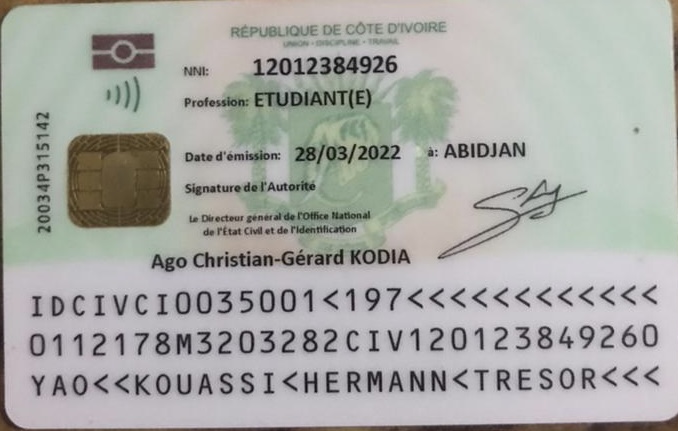 RÉPUBLIQUE DE CÔTE D'IVOIRE
UNION - DISCIPLINE - TRAVAIL
NNI: 12012384926
Profession: ETUDIANT(E)
20034P315142
Date d'émission: 28/03/2022 à: ABIDJAN
Signature de l'Autorité
Le Directeur général de l'Office National
de l'État Civil et de l'Identification
Ago Christian-Gérard KODIA
IDCIVCI0035001<197<<<<<<<<<<<<
0112178M3203282CIV120123849260
YAO<<KOUASSI<HERMANN<TRESOR<<<